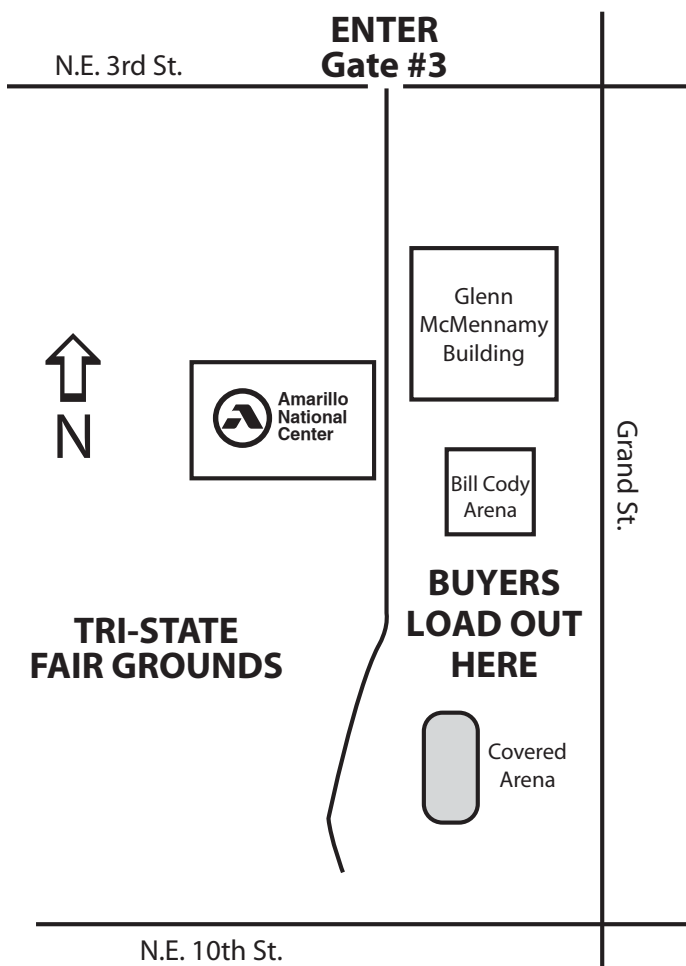 ENTER
Gate #3
N.E. 3rd St.
Glenn
McMennamy
Building
Amarillo
National
Center
N
Bill Cody
Arena
Grand St.
BUYERS
LOAD OUT
HERE
TRI-STATE
FAIR GROUNDS
Covered
Arena
N.E. 10th St.